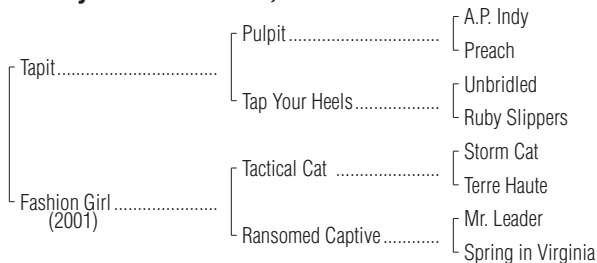 A.P. Indy
Pulpit
Preach
Tapit
Unbridled
Tap Your Heels
Ruby Slippers
Storm Cat
Tactical Cat
Terre Haute
Fashion Girl
(2001)
Mr. Leader
Ransomed Captive
Spring in Virginia